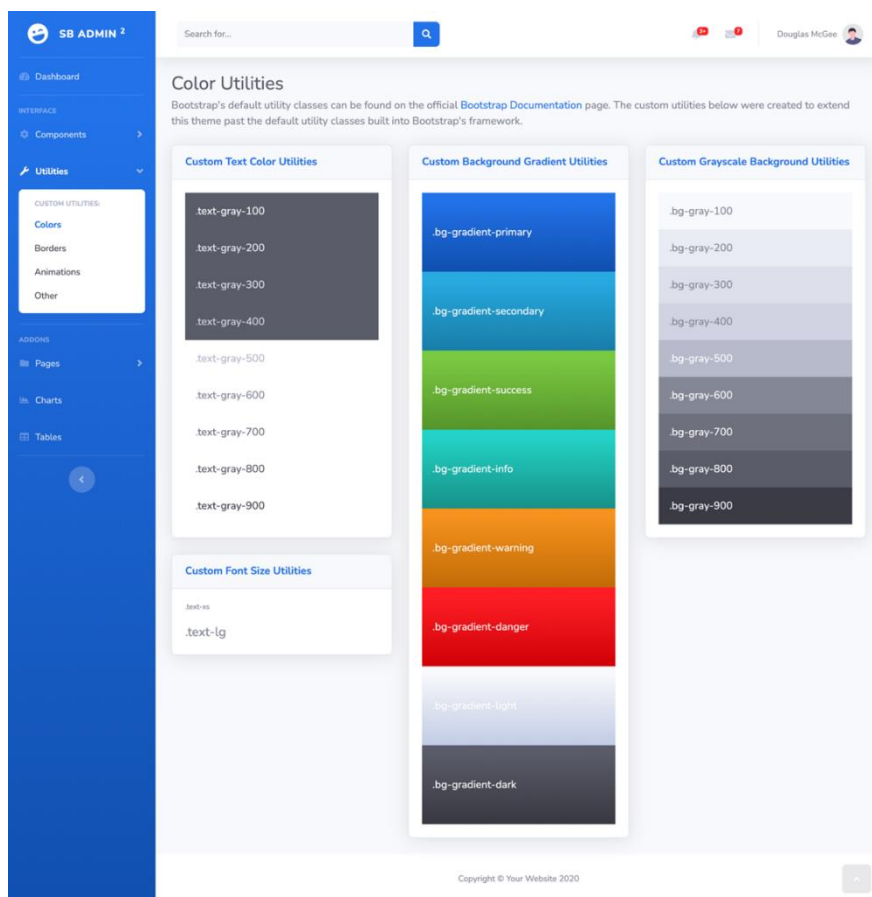 SB ADMIN 2
Dashboard
INTERFACE
Components
Utilities
CUSTOM UTILITIES:
Colors
Borders
Animations
Other
ADDONS
Pages
Charts
Tables
Search for...
3+
7
Douglas McGee
Color Utilities
Bootstrap's default utility classes can be found on the official Bootstrap Documentation page. The custom utilities below were created to extend
this theme past the default utility classes built into Bootstrap's framework.
Custom Text Color Utilities
.text-gray-100
.text-gray-200
.text-gray-300
.text-gray-400
.text-gray-500
.text-gray-600
.text-gray-700
.text-gray-800
.text-gray-900
Custom Font Size Utilities
.text-xs
.text-lg
Custom Background Gradient Utilities
.bg-gradient-primary
.bg-gradient-secondary
.bg-gradient-success
.bg-gradient-info
.bg-gradient-warning
.bg-gradient-danger
.bg-gradient-light
.bg-gradient-dark
Custom Grayscale Background Utilities
.bg-gray-100
.bg-gray-200
.bg-gray-300
.bg-gray-400
.bg-gray-500
.bg-gray-600
.bg-gray-700
.bg-gray-800
.bg-gray-900
Copyright © Your Website 2020